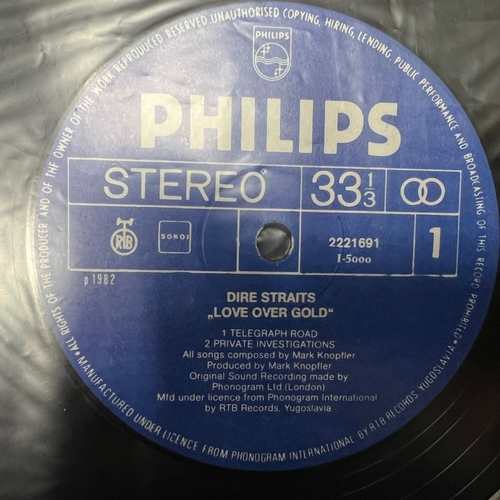 ALL RIGHTS OF THE PRODUCER AND OF THE OWNER OF THE WORK REPRODUCED RESERVED UNAUTHORISED COPYING, HIRING, LENDING, PUBLIC PERFORMANCE AND BROADCASTING OF THIS RECORD PROHIBITED
PHILIPS
PHILIPS
STEREO 33 1/3
RTB SOKOJ 2221691 1
1-5000
p 1982
DIRE STRAITS
„LOVE OVER GOLD“
1 TELEGRAPH ROAD
2 PRIVATE INVESTIGATIONS
All songs composed by Mark Knopfler
Produced by Mark Knopfler
Original Sound Recording made by
Phonogram Ltd (London)
Mfd under licence from Phonogram International
by RTB Records, Yugoslavia
MANUFACTURED UNDER LICENCE FROM PHONOGRAM INTERNATIONAL BY RTB RECORDS YUGOSLAVIA